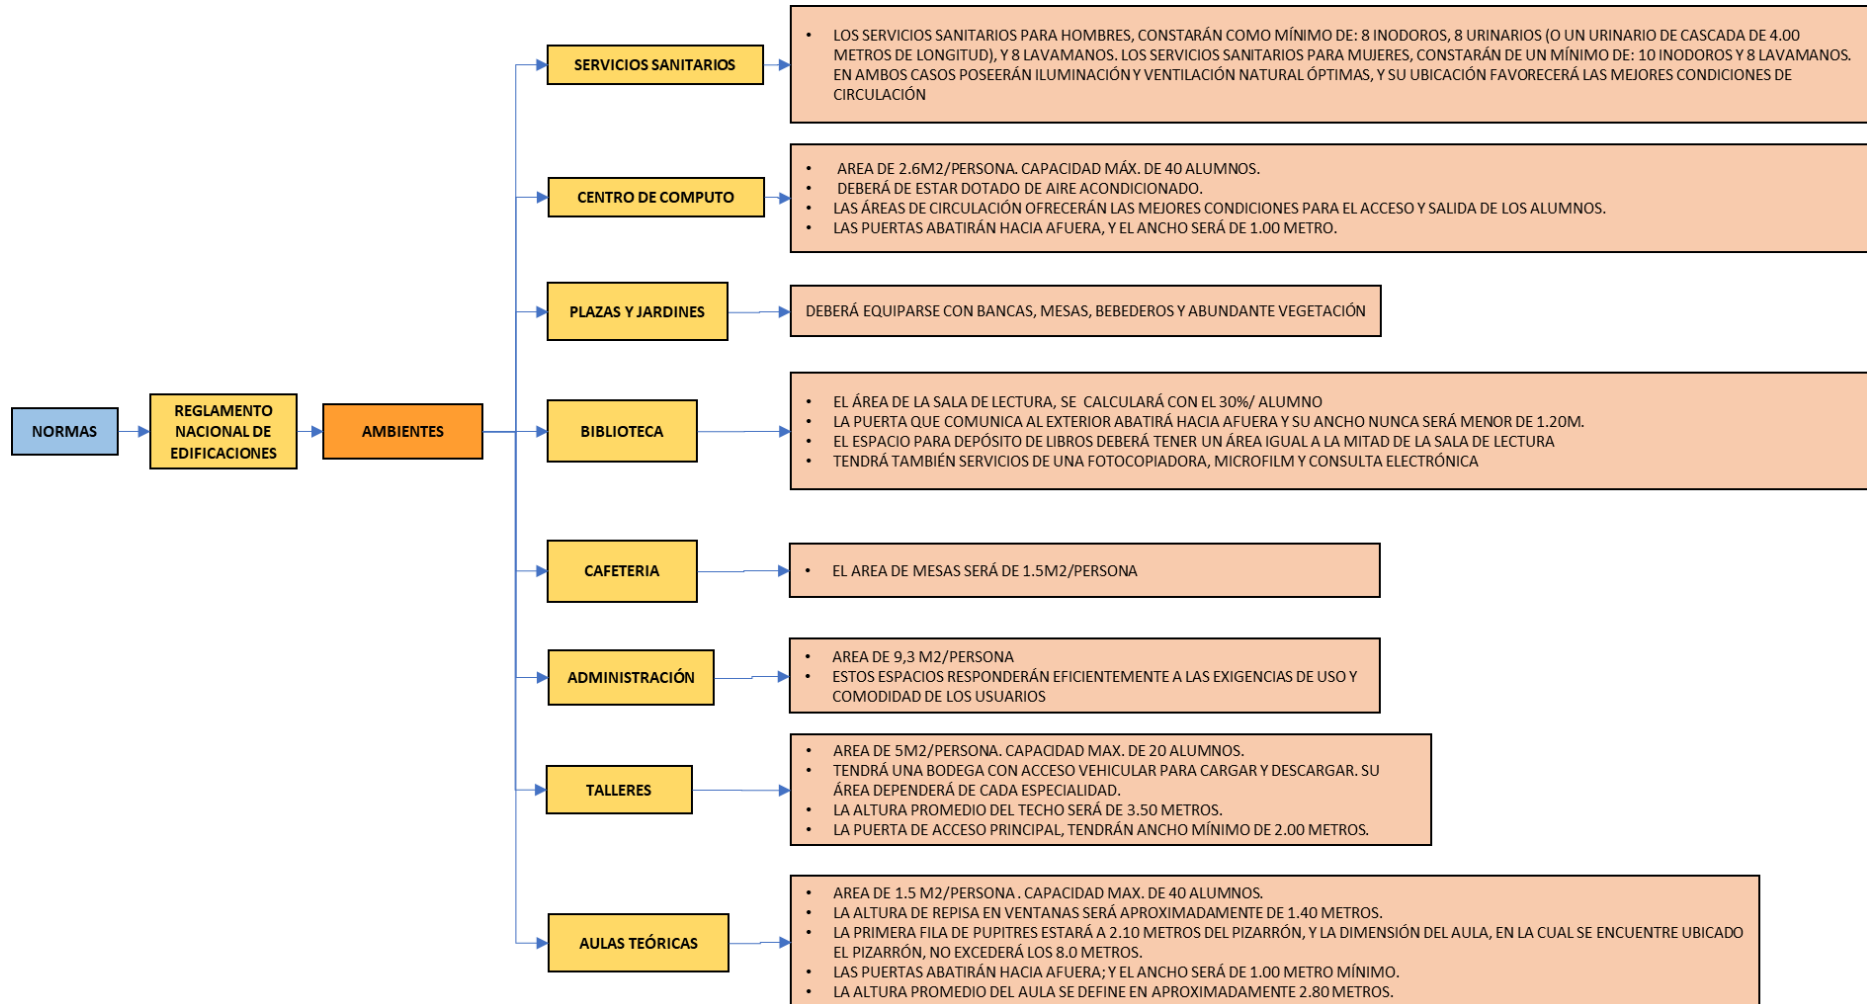 NORMAS
REGLAMENTO
NACIONAL DE
EDIFICACIONES
AMBIENTES
SERVICIOS SANITARIOS
• LOS SERVICIOS SANITARIOS PARA HOMBRES, CONSTARÁN COMO MÍNIMO DE: 8 INODOROS, 8 URINARIOS (O UN URINARIO DE CASCADA DE 4.00
METROS DE LONGITUD), Y 8 LAVAMANOS. LOS SERVICIOS SANITARIOS PARA MUJERES, CONSTARÁN DE UN MÍNIMO DE: 10 INODOROS Y 8 LAVAMANOS.
EN AMBOS CASOS POSEERÁN ILUMINACIÓN Y VENTILACIÓN NATURAL ÓPTIMAS, Y SU UBICACIÓN FAVORECERÁ LAS MEJORES CONDICIONES DE
CIRCULACIÓN
CENTRO DE COMPUTO
• AREA DE 2.6M2/PERSONA. CAPACIDAD MÁX. DE 40 ALUMNOS.
• DEBERÁ DE ESTAR DOTADO DE AIRE ACONDICIONADO.
• LAS ÁREAS DE CIRCULACIÓN OFRECERÁN LAS MEJORES CONDICIONES PARA EL ACCESO Y SALIDA DE LOS ALUMNOS.
• LAS PUERTAS ABATIRÁN HACIA AFUERA, Y EL ANCHO SERÁ DE 1.00 METRO.
PLAZAS Y JARDINES
DEBERÁ EQUIPARSE CON BANCAS, MESAS, BEBEDEROS Y ABUNDANTE VEGETACIÓN
BIBLIOTECA
• EL ÁREA DE LA SALA DE LECTURA, SE CALCULARÁ CON EL 30%/ ALUMNO
• LA PUERTA QUE COMUNICA AL EXTERIOR ABATIRÁ HACIA AFUERA Y SU ANCHO NUNCA SERÁ MENOR DE 1.20M.
• EL ESPACIO PARA DEPÓSITO DE LIBROS DEBERÁ TENER UN ÁREA IGUAL A LA MITAD DE LA SALA DE LECTURA
• TENDRÁ TAMBIÉN SERVICIOS DE UNA FOTOCOPIADORA, MICROFILM Y CONSULTA ELECTRÓNICA
CAFETERIA
• EL AREA DE MESAS SERÁ DE 1.5M2/PERSONA
ADMINISTRACIÓN
• AREA DE 9,3 M2/PERSONA
• ESTOS ESPACIOS RESPONDERÁN EFICIENTEMENTE A LAS EXIGENCIAS DE USO Y
COMODIDAD DE LOS USUARIOS
TALLERES
• AREA DE 5M2/PERSONA. CAPACIDAD MAX. DE 20 ALUMNOS.
• TENDRÁ UNA BODEGA CON ACCESO VEHICULAR PARA CARGAR Y DESCARGAR. SU
ÁREA DEPENDERÁ DE CADA ESPECIALIDAD.
• LA ALTURA PROMEDIO DEL TECHO SERÁ DE 3.50 METROS.
• LA PUERTA DE ACCESO PRINCIPAL, TENDRÁN ANCHO MÍNIMO DE 2.00 METROS.
AULAS TEÓRICAS
• AREA DE 1.5 M2/PERSONA . CAPACIDAD MAX. DE 40 ALUMNOS.
• LA ALTURA DE REPISA EN VENTANAS SERÁ APROXIMADAMENTE DE 1.40 METROS.
• LA PRIMERA FILA DE PUPITRES ESTARÁ A 2.10 METROS DEL PIZARRÓN, Y LA DIMENSIÓN DEL AULA, EN LA CUAL SE ENCUENTRE UBICADO
EL PIZARRÓN, NO EXCEDERÁ LOS 8.0 METROS.
• LAS PUERTAS ABATIRÁN HACIA AFUERA; Y EL ANCHO SERÁ DE 1.00 METRO MÍNIMO.
• LA ALTURA PROMEDIO DEL AULA SE DEFINE EN APROXIMADAMENTE 2.80 METROS.